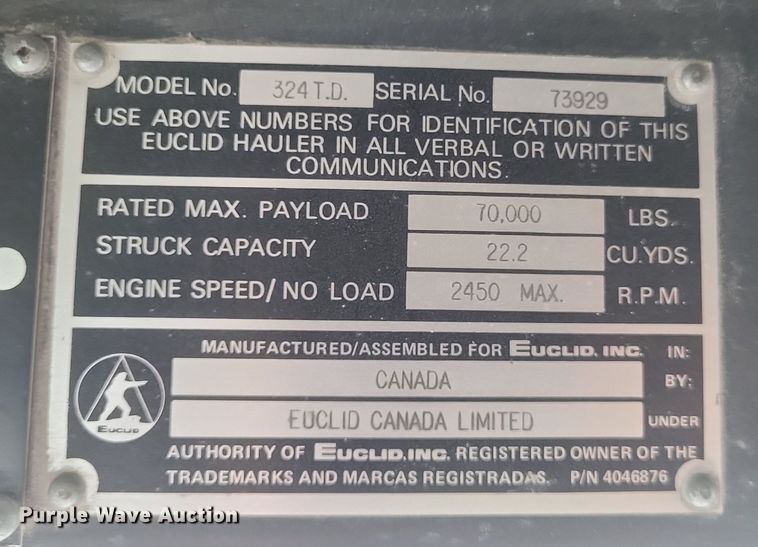 MODEL No. 324 T.D. SERIAL No. 73929
USE ABOVE NUMBERS FOR IDENTIFICATION OF THIS
EUCLID HAULER IN ALL VERBAL OR WRITTEN
COMMUNICATIONS.
RATED MAX. PAYLOAD 70,000 LBS.
STRUCK CAPACITY 22.2 CU.YDS.
ENGINE SPEED/NO LOAD 2450 MAX. R.P.M.
MANUFACTURED/ASSEMBLED FOR EUCLID, INC. IN:
CANADA BY:
EUCLID
EUCLID CANADA LIMITED UNDER
AUTHORITY OF EUCLID, INC. REGISTERED OWNER OF THE
TRADEMARKS AND MARCAS REGISTRADAS. P/N 4046876
Purple Wave Auction